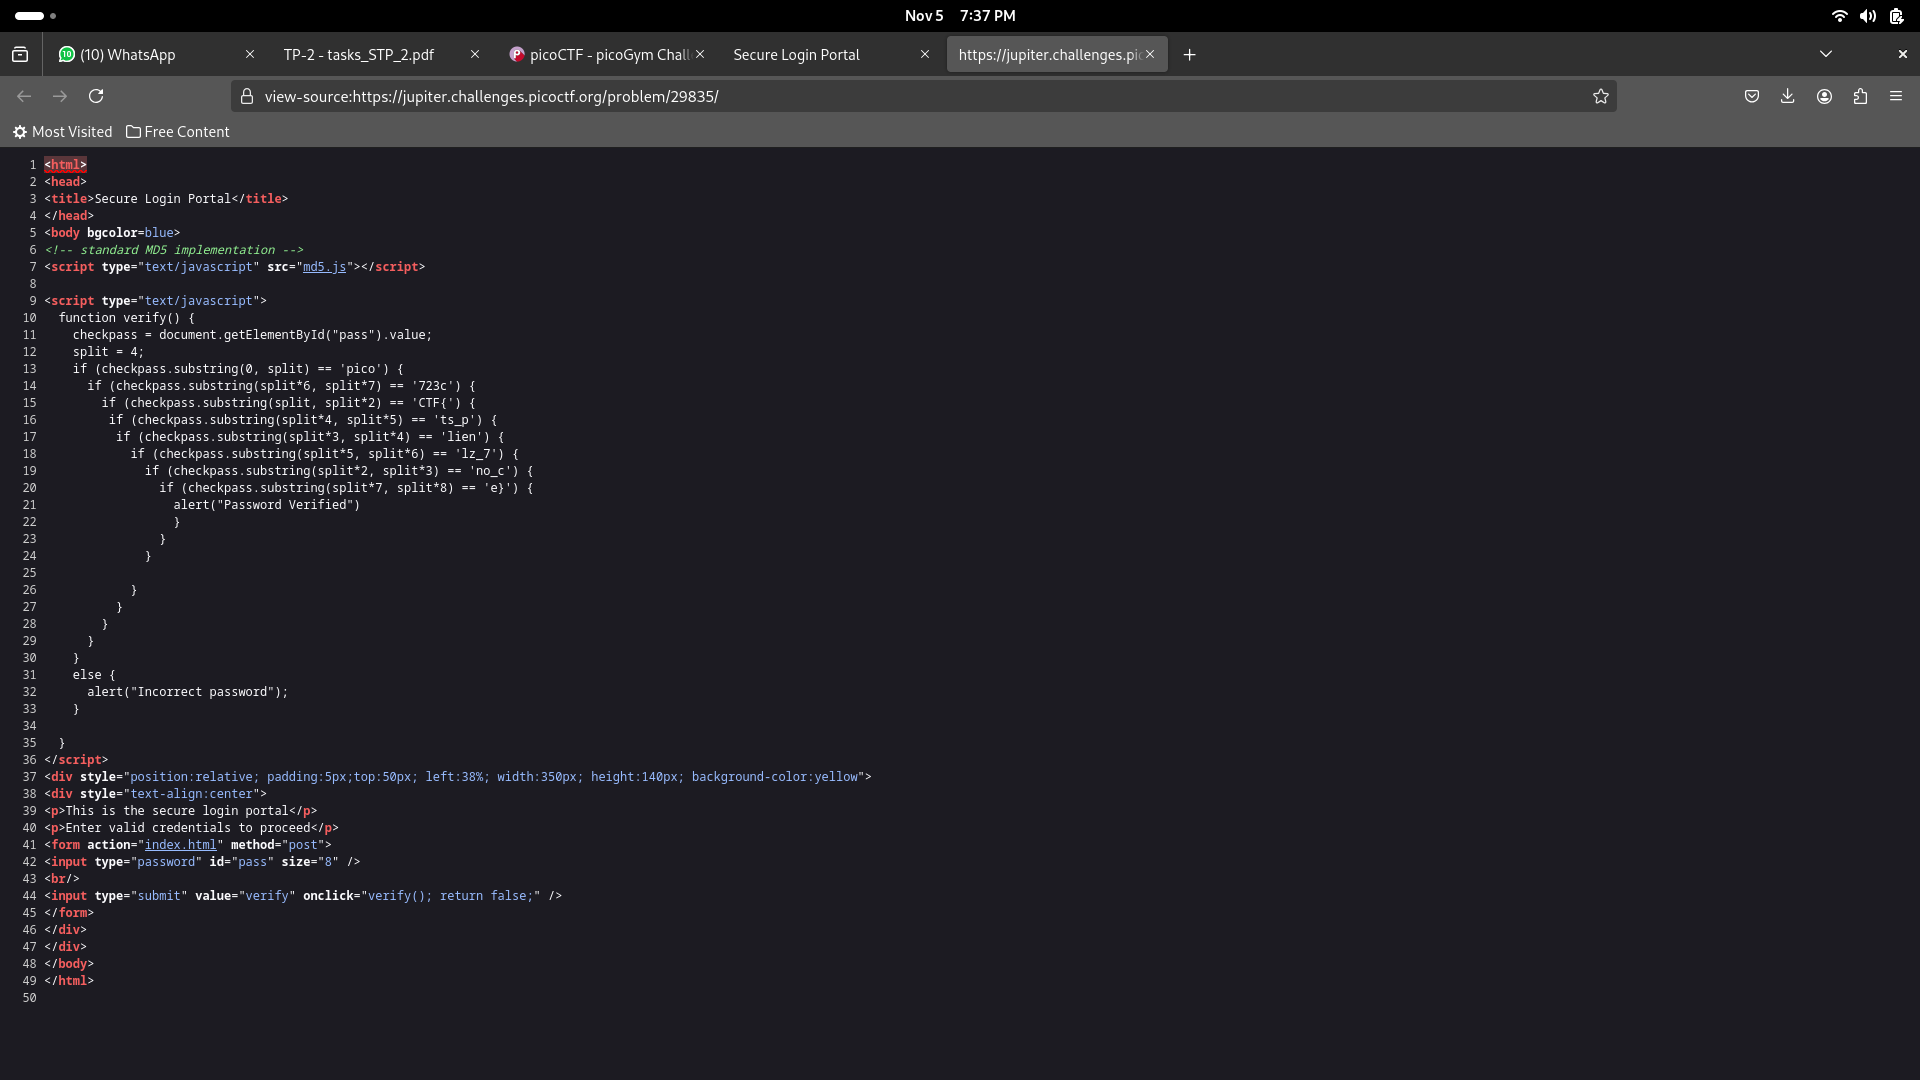 Nov 5 7:37 PM
(10) WhatsApp
TP-2 - tasks_STP_2.pdf
picoCTF - picoGym Chall
Secure Login Portal
https://jupiter.challenges.pic
view-source:https://jupiter.challenges.picoctf.org/problem/29835/
Most Visited Free Content
1 <html>
2 <head>
3 <title>Secure Login Portal</title>
4 </head>
5 <body bgcolor=blue>
6 <!-- standard MD5 implementation -->
7 <script type="text/javascript" src="md5.js"></script>
8
9 <script type="text/javascript">
10   function verify() {
11     checkpass = document.getElementById("pass").value;
12     split = 4;
13     if (checkpass.substring(0, split) == 'pico') {
14       if (checkpass.substring(split*6, split*7) == '723c') {
15         if (checkpass.substring(split, split*2) == 'CTF{') {
16          if (checkpass.substring(split*4, split*5) == 'ts_p') {
17           if (checkpass.substring(split*3, split*4) == 'lien') {
18             if (checkpass.substring(split*5, split*6) == 'lz_7') {
19               if (checkpass.substring(split*2, split*3) == 'no_c') {
20                 if (checkpass.substring(split*7, split*8) == 'e}') {
21                   alert("Password Verified")
22                   }
23                 }
24               }
25
26             }
27           }
28         }
29       }
30     }
31     else {
32       alert("Incorrect password");
33     }
34
35   }
36 </script>
37 <div style="position:relative; padding:5px;top:50px; left:38%; width:350px; height:140px; background-color:yellow">
38 <div style="text-align:center">
39 <p>This is the secure login portal</p>
40 <p>Enter valid credentials to proceed</p>
41 <form action="index.html" method="post">
42 <input type="password" id="pass" size="8" />
43 <br/>
44 <input type="submit" value="verify" onclick="verify(); return false;" />
45 </form>
46 </div>
47 </div>
48 </body>
49 </html>
50